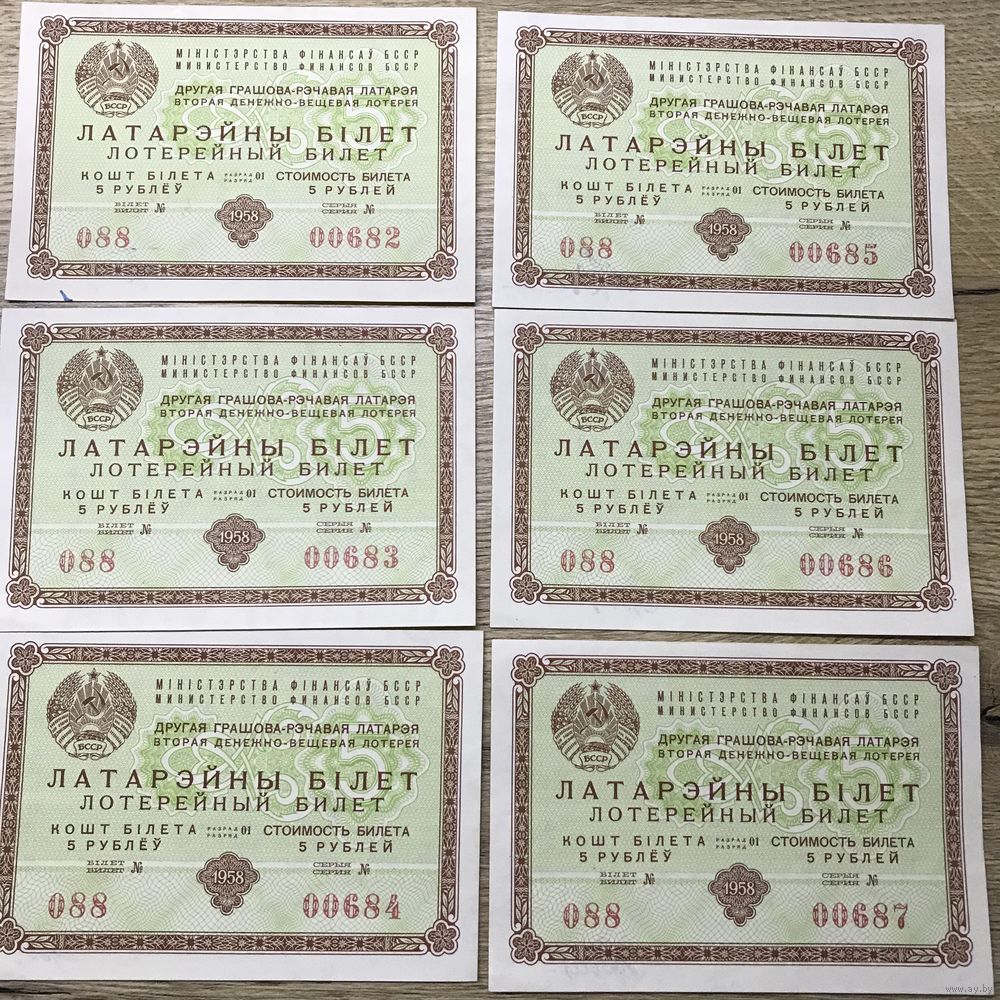 МІНІСТЭРСТВА ФІНАНСАЎ БССР
МИНИСТЕРСТВО ФИНАНСОВ БССР
ДРУГАЯ ГРАШОВА-РЭЧАВАЯ ЛАТАРЭЯ
ВТОРАЯ ДЕНЕЖНО-ВЕЩЕВАЯ ЛОТЕРЕЯ
БССР
ЛАТАРЭЙНЫ БІЛЕТ
ЛОТЕРЕЙНЫЙ БИЛЕТ
КОШТ БІЛЕТА РАЗРАД РАЗРЯД 01 СТОИМОСТЬ БИЛЕТА
5 РУБЛЁЎ 5 РУБЛЕЙ
БІЛЕТ БИЛЕТ № СЕРЫЯ СЕРИЯ №
1958
088 00682
МІНІСТЭРСТВА ФІНАНСАЎ БССР
МИНИСТЕРСТВО ФИНАНСОВ БССР
ДРУГАЯ ГРАШОВА-РЭЧАВАЯ ЛАТАРЭЯ
ВТОРАЯ ДЕНЕЖНО-ВЕЩЕВАЯ ЛОТЕРЕЯ
БССР
ЛАТАРЭЙНЫ БІЛЕТ
ЛОТЕРЕЙНЫЙ БИЛЕТ
КОШТ БІЛЕТА РАЗРАД РАЗРЯД 01 СТОИМОСТЬ БИЛЕТА
5 РУБЛЁЎ 5 РУБЛЕЙ
БІЛЕТ БИЛЕТ № СЕРЫЯ СЕРИЯ №
1958
088 00685
МІНІСТЭРСТВА ФІНАНСАЎ БССР
МИНИСТЕРСТВО ФИНАНСОВ БССР
ДРУГАЯ ГРАШОВА-РЭЧАВАЯ ЛАТАРЭЯ
ВТОРАЯ ДЕНЕЖНО-ВЕЩЕВАЯ ЛОТЕРЕЯ
БССР
ЛАТАРЭЙНЫ БІЛЕТ
ЛОТЕРЕЙНЫЙ БИЛЕТ
КОШТ БІЛЕТА РАЗРАД РАЗРЯД 01 СТОИМОСТЬ БИЛЕТА
5 РУБЛЁЎ 5 РУБЛЕЙ
БІЛЕТ БИЛЕТ № СЕРЫЯ СЕРИЯ №
1958
088 00683
МІНІСТЭРСТВА ФІНАНСАЎ БССР
МИНИСТЕРСТВО ФИНАНСОВ БССР
ДРУГАЯ ГРАШОВА-РЭЧАВАЯ ЛАТАРЭЯ
ВТОРАЯ ДЕНЕЖНО-ВЕЩЕВАЯ ЛОТЕРЕЯ
БССР
ЛАТАРЭЙНЫ БІЛЕТ
ЛОТЕРЕЙНЫЙ БИЛЕТ
КОШТ БІЛЕТА РАЗРАД РАЗРЯД 01 СТОИМОСТЬ БИЛЕТА
5 РУБЛЁЎ 5 РУБЛЕЙ
БІЛЕТ БИЛЕТ № СЕРЫЯ СЕРИЯ №
1958
088 00686
МІНІСТЭРСТВА ФІНАНСАЎ БССР
МИНИСТЕРСТВО ФИНАНСОВ БССР
ДРУГАЯ ГРАШОВА-РЭЧАВАЯ ЛАТАРЭЯ
ВТОРАЯ ДЕНЕЖНО-ВЕЩЕВАЯ ЛОТЕРЕЯ
БССР
ЛАТАРЭЙНЫ БІЛЕТ
ЛОТЕРЕЙНЫЙ БИЛЕТ
КОШТ БІЛЕТА РАЗРАД РАЗРЯД 01 СТОИМОСТЬ БИЛЕТА
5 РУБЛЁЎ 5 РУБЛЕЙ
БІЛЕТ БИЛЕТ № СЕРЫЯ СЕРИЯ №
1958
088 00684
МІНІСТЭРСТВА ФІНАНСАЎ БССР
МИНИСТЕРСТВО ФИНАНСОВ БССР
ДРУГАЯ ГРАШОВА-РЭЧАВАЯ ЛАТАРЭЯ
ВТОРАЯ ДЕНЕЖНО-ВЕЩЕВАЯ ЛОТЕРЕЯ
БССР
ЛАТАРЭЙНЫ БІЛЕТ
ЛОТЕРЕЙНЫЙ БИЛЕТ
КОШТ БІЛЕТА РАЗРАД РАЗРЯД 01 СТОИМОСТЬ БИЛЕТА
5 РУБЛЁЎ 5 РУБЛЕЙ
БІЛЕТ БИЛЕТ № СЕРЫЯ СЕРИЯ №
1958
088 00687
www.ay.by